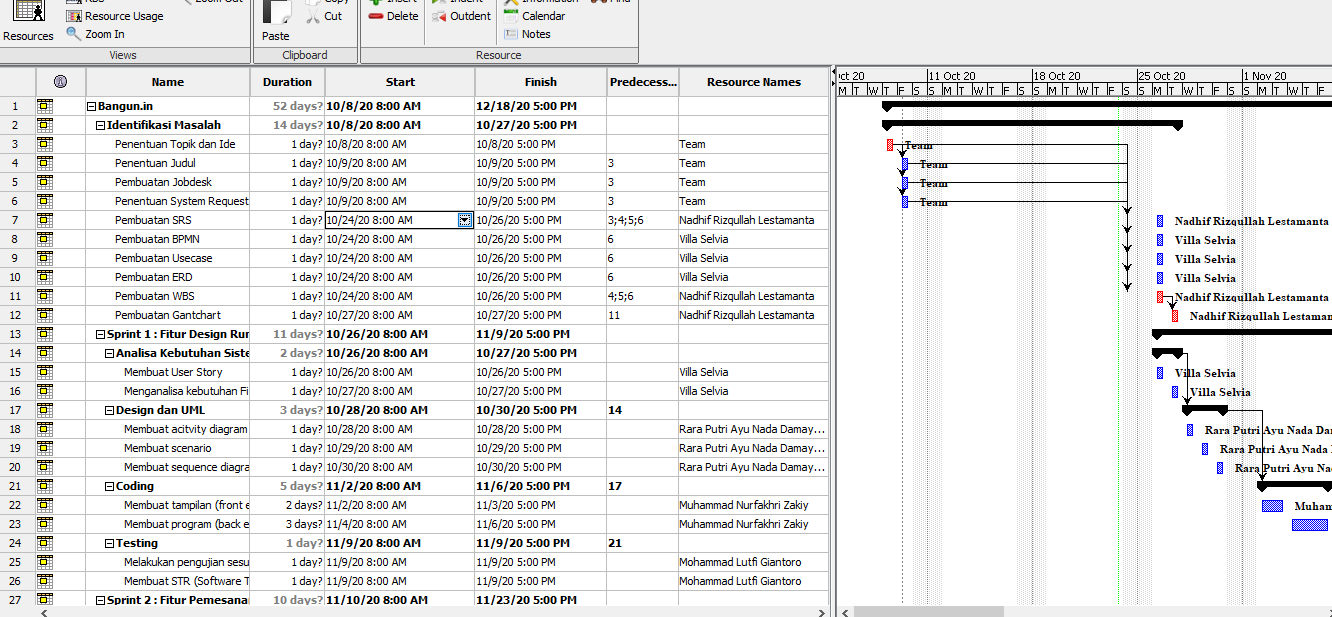 RBS
Zoom Out
Copy
Insert
Indent
Information
Find
Resource Usage
Cut
Delete
Outdent
Calendar
Resources
Zoom In
Paste
Notes
Views
Clipboard
Resource
Name Duration Start Finish Predecess... Resource Names
ct 20 11 Oct 20 18 Oct 20 25 Oct 20 1 Nov 20
M T W T F S S M T W T F S S M T W T F S S M T W T F S S M T W T F
1 Bangun.in 52 days? 10/8/20 8:00 AM 12/18/20 5:00 PM
2 Identifikasi Masalah 14 days? 10/8/20 8:00 AM 10/27/20 5:00 PM
3 Penentuan Topik dan Ide 1 day? 10/8/20 8:00 AM 10/8/20 5:00 PM Team Team
4 Penentuan Judul 1 day? 10/9/20 8:00 AM 10/9/20 5:00 PM 3 Team Team
5 Pembuatan Jobdesk 1 day? 10/9/20 8:00 AM 10/9/20 5:00 PM 3 Team Team
6 Penentuan System Request 1 day? 10/9/20 8:00 AM 10/9/20 5:00 PM 3 Team Team
7 Pembuatan SRS 1 day? 10/24/20 8:00 AM 10/26/20 5:00 PM 3;4;5;6 Nadhif Rizqullah Lestamanta Nadhif Rizqullah Lestamanta
8 Pembuatan BPMN 1 day? 10/24/20 8:00 AM 10/26/20 5:00 PM 6 Villa Selvia Villa Selvia
9 Pembuatan Usecase 1 day? 10/24/20 8:00 AM 10/26/20 5:00 PM 6 Villa Selvia Villa Selvia
10 Pembuatan ERD 1 day? 10/24/20 8:00 AM 10/26/20 5:00 PM 6 Villa Selvia Villa Selvia
11 Pembuatan WBS 1 day? 10/24/20 8:00 AM 10/26/20 5:00 PM 4;5;6 Nadhif Rizqullah Lestamanta Nadhif Rizqullah Lestamanta
12 Pembuatan Gantchart 1 day? 10/27/20 8:00 AM 10/27/20 5:00 PM 11 Nadhif Rizqullah Lestamanta Nadhif Rizqullah Lestaman
13 Sprint 1 : Fitur Design Rur 11 days? 10/26/20 8:00 AM 11/9/20 5:00 PM
14 Analisa Kebutuhan Siste 2 days? 10/26/20 8:00 AM 10/27/20 5:00 PM
15 Membuat User Story 1 day? 10/26/20 8:00 AM 10/26/20 5:00 PM Villa Selvia Villa Selvia
16 Menganalisa kebutuhan Fi 1 day? 10/27/20 8:00 AM 10/27/20 5:00 PM Villa Selvia Villa Selvia
17 Design dan UML 3 days? 10/28/20 8:00 AM 10/30/20 5:00 PM 14
18 Membuat acitvity diagram 1 day? 10/28/20 8:00 AM 10/28/20 5:00 PM Rara Putri Ayu Nada Damay... Rara Putri Ayu Nada Dar
19 Membuat scenario 1 day? 10/29/20 8:00 AM 10/29/20 5:00 PM Rara Putri Ayu Nada Damay... Rara Putri Ayu Nada
20 Membuat sequence diagra 1 day? 10/30/20 8:00 AM 10/30/20 5:00 PM Rara Putri Ayu Nada Damay... Rara Putri Ayu Na
21 Coding 5 days? 11/2/20 8:00 AM 11/6/20 5:00 PM 17
22 Membuat tampilan (front e 2 days? 11/2/20 8:00 AM 11/3/20 5:00 PM Muhammad Nurfakhri Zakiy Muham
23 Membuat program (back e 3 days? 11/4/20 8:00 AM 11/6/20 5:00 PM Muhammad Nurfakhri Zakiy
24 Testing 1 day? 11/9/20 8:00 AM 11/9/20 5:00 PM 21
25 Melakukan pengujian sesu 1 day? 11/9/20 8:00 AM 11/9/20 5:00 PM Mohammad Lutfi Giantoro
26 Membuat STR (Software T 1 day? 11/9/20 8:00 AM 11/9/20 5:00 PM Mohammad Lutfi Giantoro
27 Sprint 2 : Fitur Pemesanan 10 days? 11/10/20 8:00 AM 11/23/20 5:00 PM